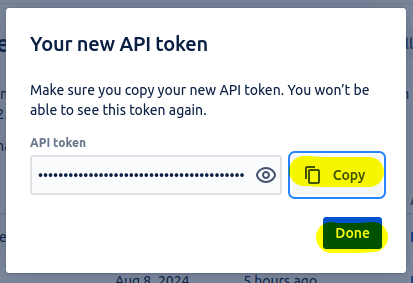 Your new API token
Make sure you copy your new API token. You won't be
able to see this token again.
API token
••••••••••••••••••••••••••••••••••••••••
Copy
Done
Aug 8, 2024
5 hours ago